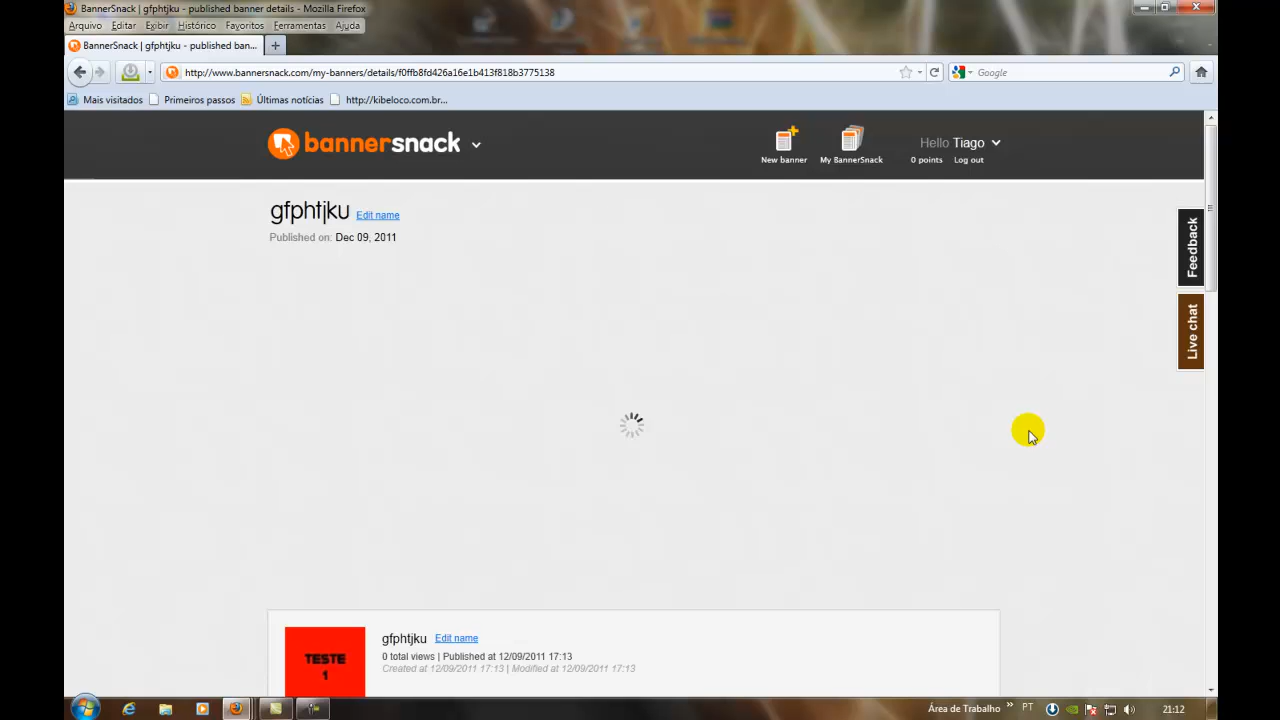 BannerSnack | gfphtjku - published banner details - Mozilla Firefox
Arquivo Editar Exibir Histórico Favoritos Ferramentas Ajuda
BannerSnack | gfphtjku - published ban... +
http://www.bannersnack.com/my-banners/details/f0ffb8fd426a16e1b413f818b3775138
Google
Mais visitados Primeiros passos Últimas notícias http://kibeloco.com.br...
bannersnack
New banner My BannerSnack
Hello Tiago
0 points Log out
gfphtjku Edit name
Published on: Dec 09, 2011
Feedback
Live chat
TESTE
1
gfphtjku Edit name
0 total views | Published at 12/09/2011 17:13
Created at 12/09/2011 17:13 | Modified at 12/09/2011 17:13
Área de Trabalho » PT 21:12